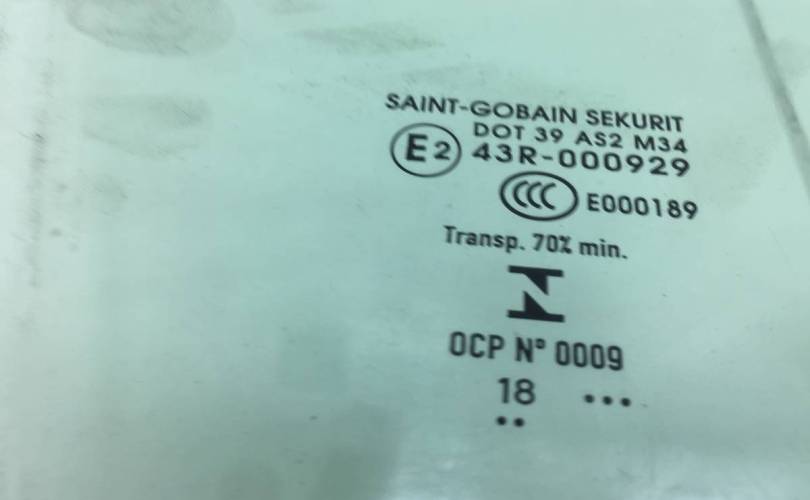 SAINT-GOBAIN SEKURIT
DOT 39 AS2 M34
E2 43R-000929
CCC E000189
Transp. 70% min.
OCP N° 0009
18 •••
••